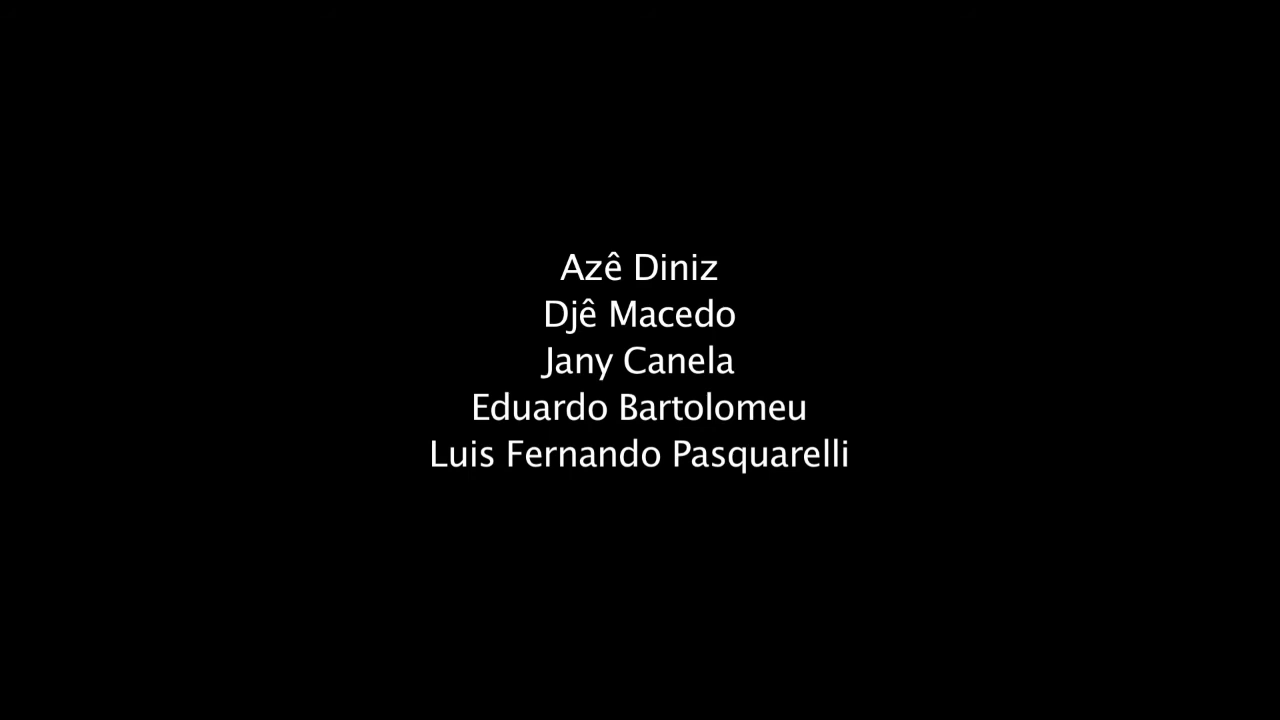 Azê Diniz
Djê Macedo
Jany Canela
Eduardo Bartolomeu
Luis Fernando Pasquarelli